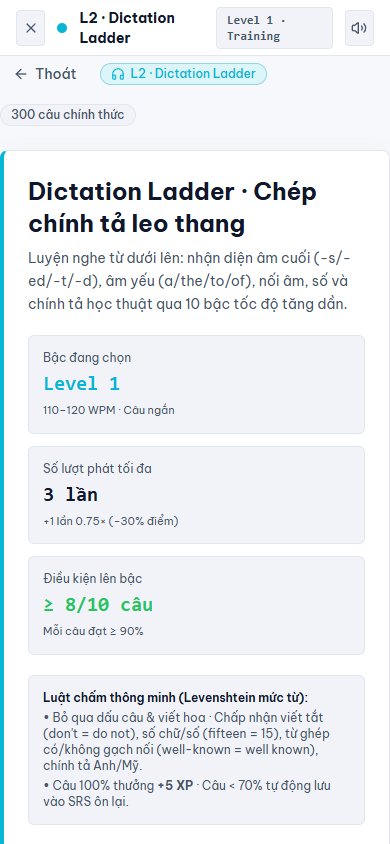 L2 · Dictation
Ladder
Level 1 ·
Training
Thoát
L2 · Dictation Ladder
300 câu chính thức
Dictation Ladder · Chép
chính tả leo thang
Luyện nghe từ dưới lên: nhận diện âm cuối (-s/-
ed/-t/-d), âm yếu (a/the/to/of), nối âm, số và
chính tả học thuật qua 10 bậc tốc độ tăng dần.
Bậc đang chọn
Level 1
110–120 WPM · Câu ngắn
Số lượt phát tối đa
3 lần
+1 lần 0.75× (−30% điểm)
Điều kiện lên bậc
≥ 8/10 câu
Mỗi câu đạt ≥ 90%
Luật chấm thông minh (Levenshtein mức từ):
• Bỏ qua dấu câu & viết hoa · Chấp nhận viết tắt
(don't = do not), số chữ/số (fifteen = 15), từ ghép
có/không gạch nối (well-known = well known),
chính tả Anh/Mỹ.
• Câu 100% thưởng +5 XP · Câu < 70% tự động lưu
vào SRS ôn lại.